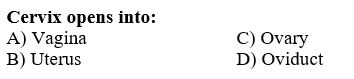 Cervix opens into:
A) Vagina C) Ovary
B) Uterus D) Oviduct